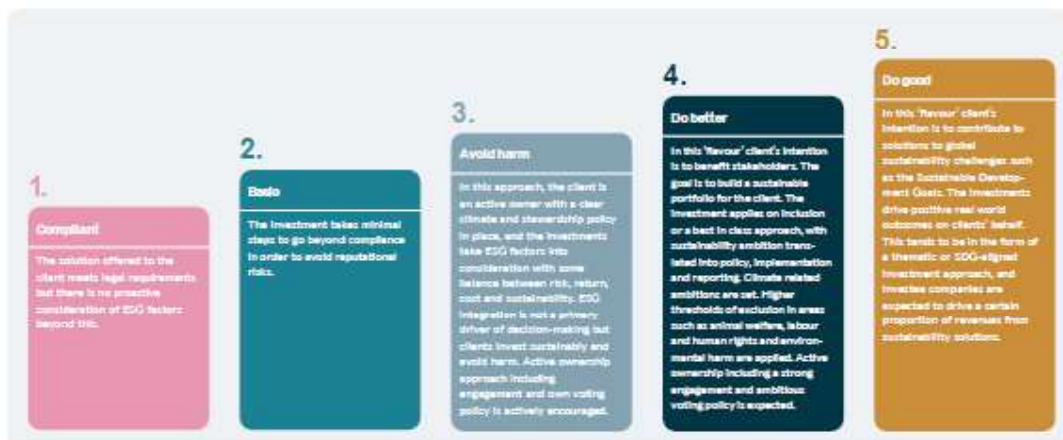 1.
Compliant
The solution offered to the
client meets legal requirements
but there is no proactive
consideration of ESG factors
beyond this.
2.
Basic
The investment takes minimal
steps to go beyond compliance
in order to avoid reputational
risks.
3.
Avoid harm
In this approach, the client is
an active owner with a clear
climate and stewardship policy
in place, and the investments
take ESG factors into
consideration with some
balance between risk, return,
cost and sustainability. ESG
integration is not a primary
driver of decision-making but
clients invest sustainably and
avoid harm. Active ownership
approach including
engagement and own voting
policy is actively encouraged.
4.
Do better
In this 'flavour' client's intention
is to benefit stakeholders. The
goal is to build a sustainable
portfolio for the client. The
investment applies an inclusion
or a best in class approach, with
sustainability ambition trans-
lated into policy, implementation
and reporting. Climate related
ambitions are set. Higher
thresholds of exclusion in areas
such as animal welfare, labour
and human rights and environ-
mental harm are applied. Active
ownership including a strong
engagement and ambitious
voting policy is expected.
5.
Do good
In this 'flavour' client's
intention is to contribute to
solutions to global
sustainability challenges such
as the Sustainable Develop-
ment Goals. The investments
drive positive real world
outcomes on clients' behalf.
This tends to be in the form of
a thematic or SDG-aligned
investment approach, and
investee companies are
expected to drive a certain
proportion of revenues from
sustainability solutions.